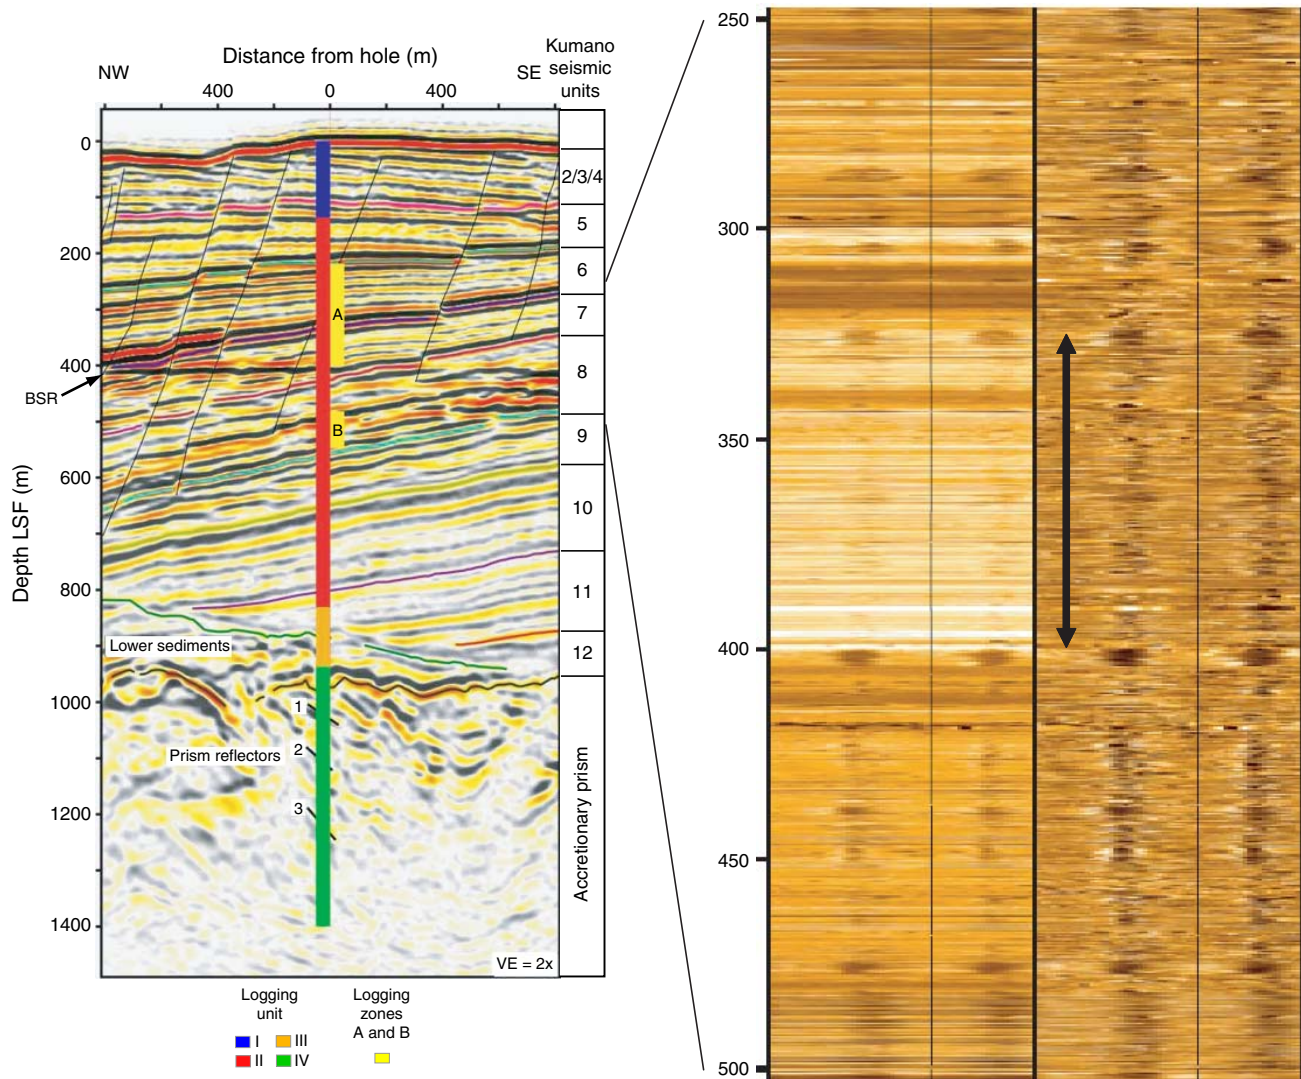 Distance from hole (m)
NW
SE
400
0
400
Kumano
seismic
units
Depth LSF (m)
0
200
400
600
800
1000
1200
1400
BSR
A
B
Lower sediments
Prism reflectors
1
2
3
VE = 2x
2/3/4
5
6
7
8
9
10
11
12
Accretionary prism
Logging
unit
I
II
III
IV
Logging
zones
A and B
250
300
350
400
450
500